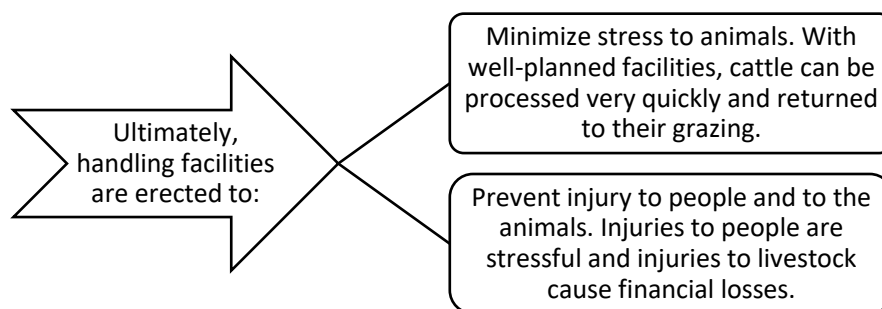 Ultimately,
handling facilities
are erected to:
Minimize stress to animals. With
well-planned facilities, cattle can be
processed very quickly and returned
to their grazing.
Prevent injury to people and to the
animals. Injuries to people are
stressful and injuries to livestock
cause financial losses.